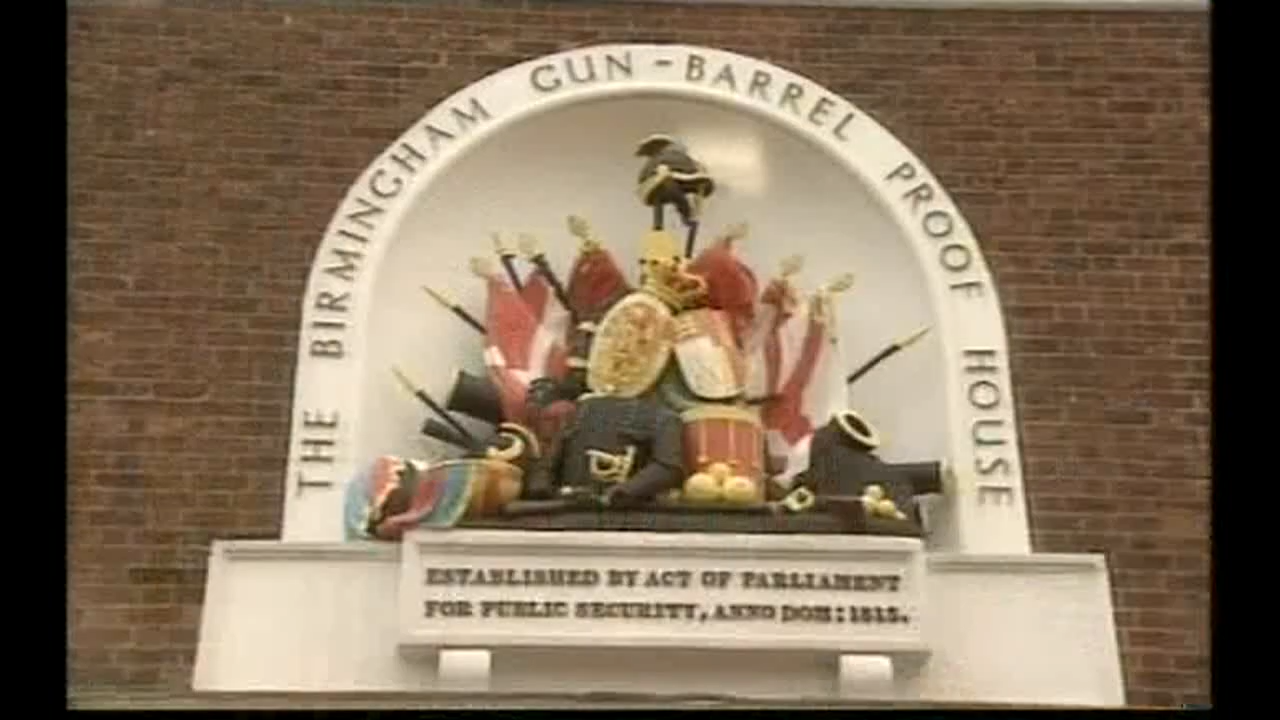 THE BIRMINGHAM GUN-BARREL PROOF HOUSE
ESTABLISHED BY ACT OF PARLIAMENT
FOR PUBLIC SECURITY, ANNO DOM: 1813.